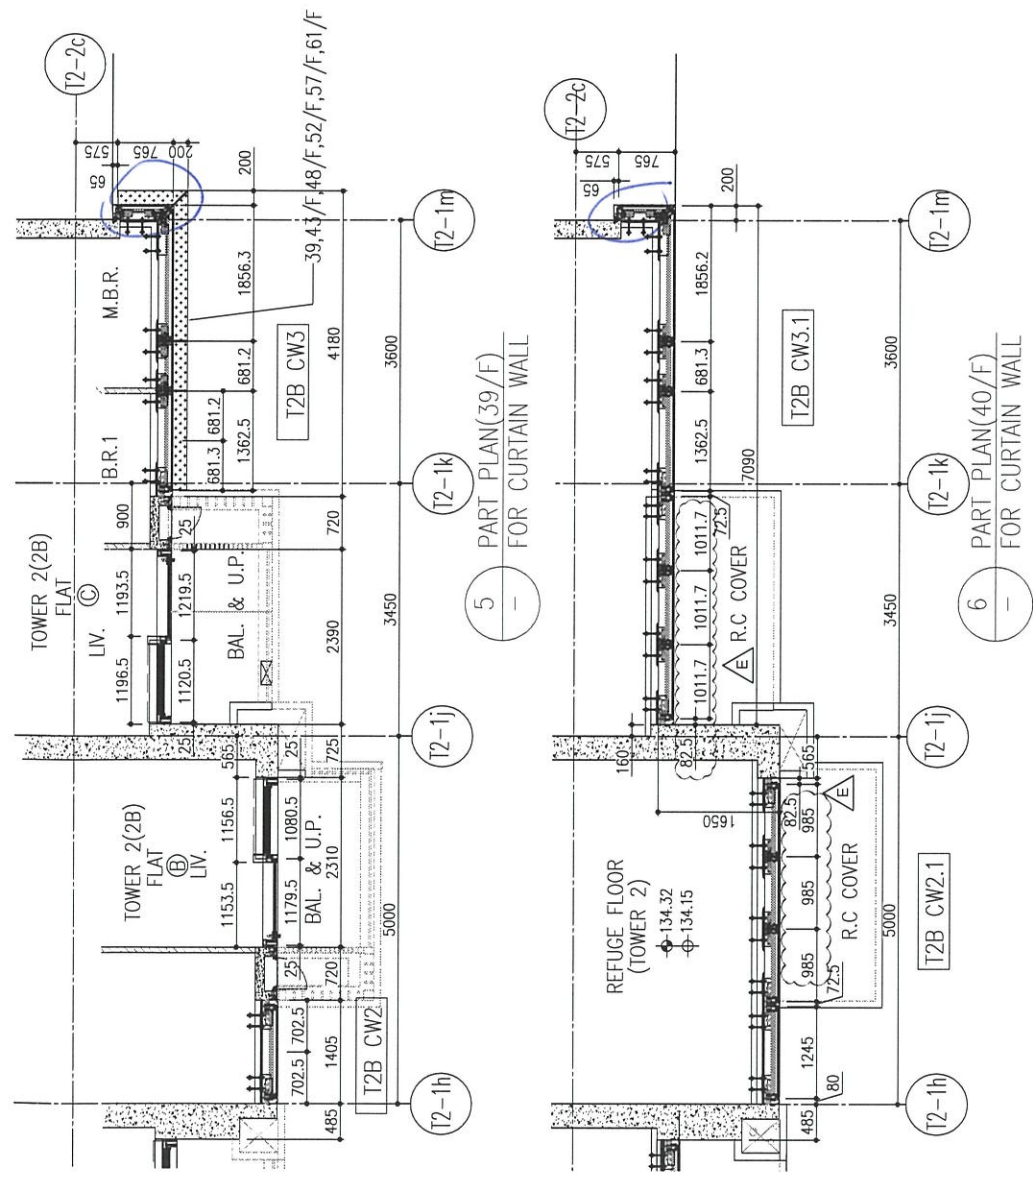 T2-2c
575
765
200
65
200
39,43/F,48/F,52/F,57/F,61/F
T2-1m
M.B.R.
1856.3
4180
3600
T2B CW3
681.2
681.2
681.3
1362.5
B.R.1
T2-1k
5
–
PART PLAN(39/F)
FOR CURTAIN WALL
TOWER 2(2B)
FLAT
C
LIV.
900
1193.5
1196.5
25
1219.5
1120.5
25
BAL. & U.P.
720
2390
3450
T2-1j
TOWER 2(2B)
FLAT
B
LIV.
565
1156.5
1153.5
25
1080.5
1179.5
25
BAL. & U.P.
725
2310
720
5000
702.5
702.5
1405
485
T2B CW2
T2-1h
T2-2c
575
765
65
200
T2-1m
1856.2
681.3
1362.5
7090
3600
T2B CW3.1
T2-1k
6
–
PART PLAN(40/F)
FOR CURTAIN WALL
72.5
1011.7
1011.7
1011.7
82.5
160
R.C COVER
E
3450
T2-1j
REFUGE FLOOR
(TOWER 2)
134.32
134.15
1650
565
82.5
985
985
985
72.5
E
R.C COVER
5000
1245
80
485
T2B CW2.1
T2-1h